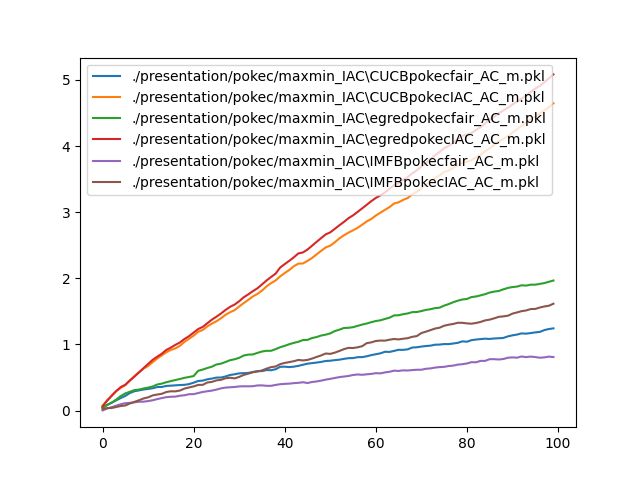 ./presentation/pokec/maxmin_IAC\CUCBpokecfair_AC_m.pkl
./presentation/pokec/maxmin_IAC\CUCBpokecIAC_AC_m.pkl
./presentation/pokec/maxmin_IAC\egredpokecfair_AC_m.pkl
./presentation/pokec/maxmin_IAC\egredpokecIAC_AC_m.pkl
./presentation/pokec/maxmin_IAC\IMFBpokecfair_AC_m.pkl
./presentation/pokec/maxmin_IAC\IMFBpokecIAC_AC_m.pkl
5
4
3
2
1
0
0 20 40 60 80 100